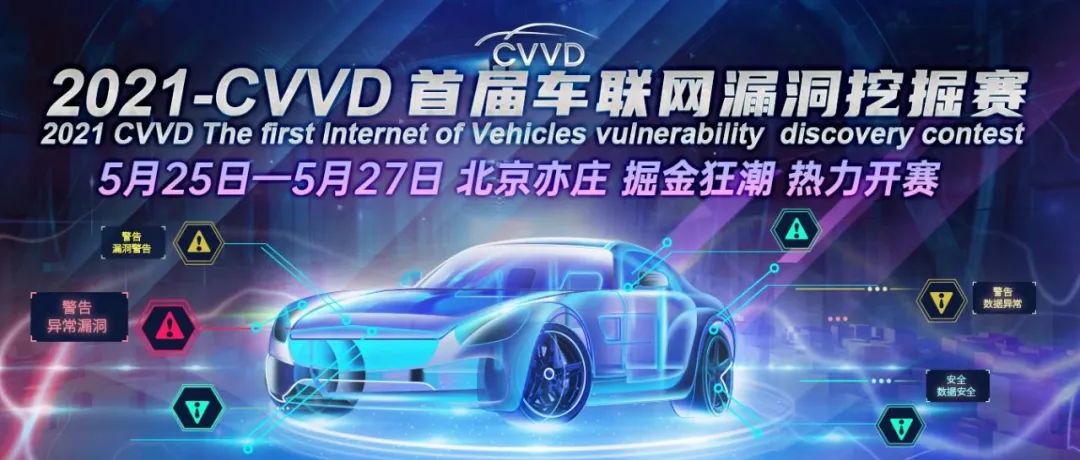 CVVD
2021-CVVD 首届车联网漏洞挖掘赛
2021 CVVD The first Internet of Vehicles vulnerability discovery contest
5月25日—5月27日 北京亦庄 掘金狂潮 热力开赛
警告
漏洞警告
警告
异常漏洞
警告
数据异常
安全
数据安全